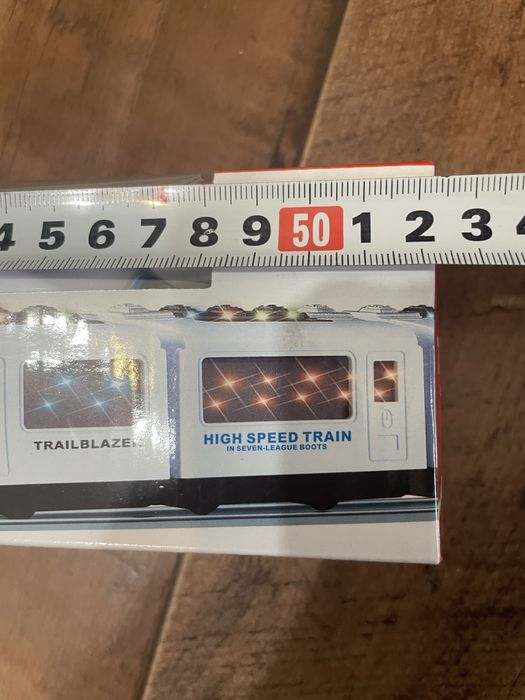 4 5 6 7 8 9 50 1 2 3 4
TRAILBLAZER
HIGH SPEED TRAIN
IN SEVEN-LEAGUE BOOTS